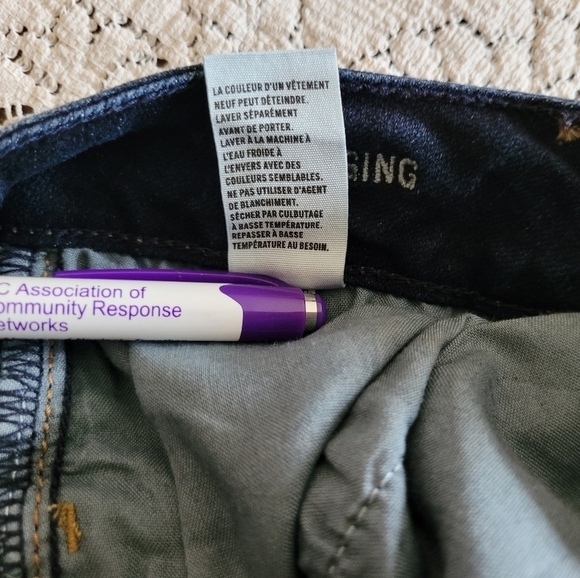 LA COULEUR D'UN VÊTEMENT
NEUF PEUT DÉTEINDRE.
LAVER SÉPARÉMENT
AVANT DE PORTER.
LAVER À LA MACHINE À
L'EAU FROIDE À
L'ENVERS AVEC DES
COULEURS SEMBLABLES.
NE PAS UTILISER D'AGENT
DE BLANCHIMENT.
SÉCHER PAR CULBUTAGE
À BASSE TEMPÉRATURE.
REPASSER À BASSE
TEMPÉRATURE AU BESOIN.
SING
C Association of
ommunity Response
etworks